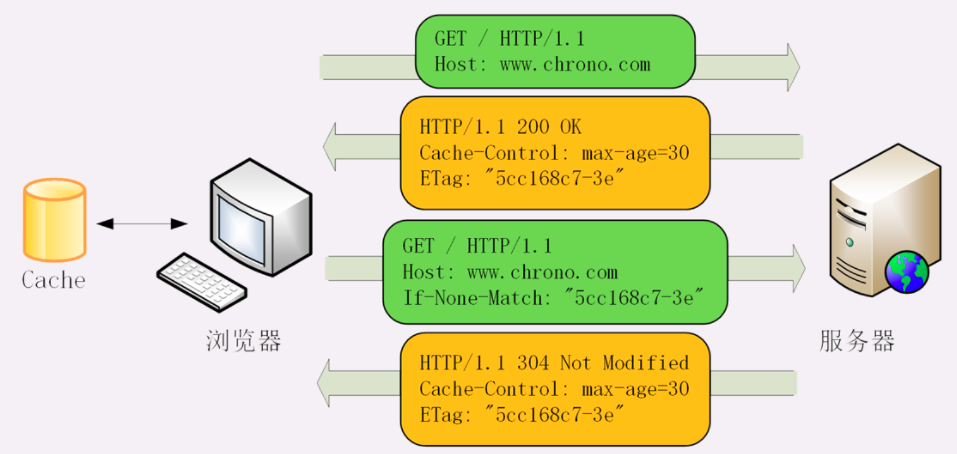 GET / HTTP/1.1
Host: www.chrono.com
HTTP/1.1 200 OK
Cache-Control: max-age=30
ETag: "5cc168c7-3e"
GET / HTTP/1.1
Host: www.chrono.com
If-None-Match: "5cc168c7-3e"
HTTP/1.1 304 Not Modified
Cache-Control: max-age=30
ETag: "5cc168c7-3e"
Cache
浏览器
服务器